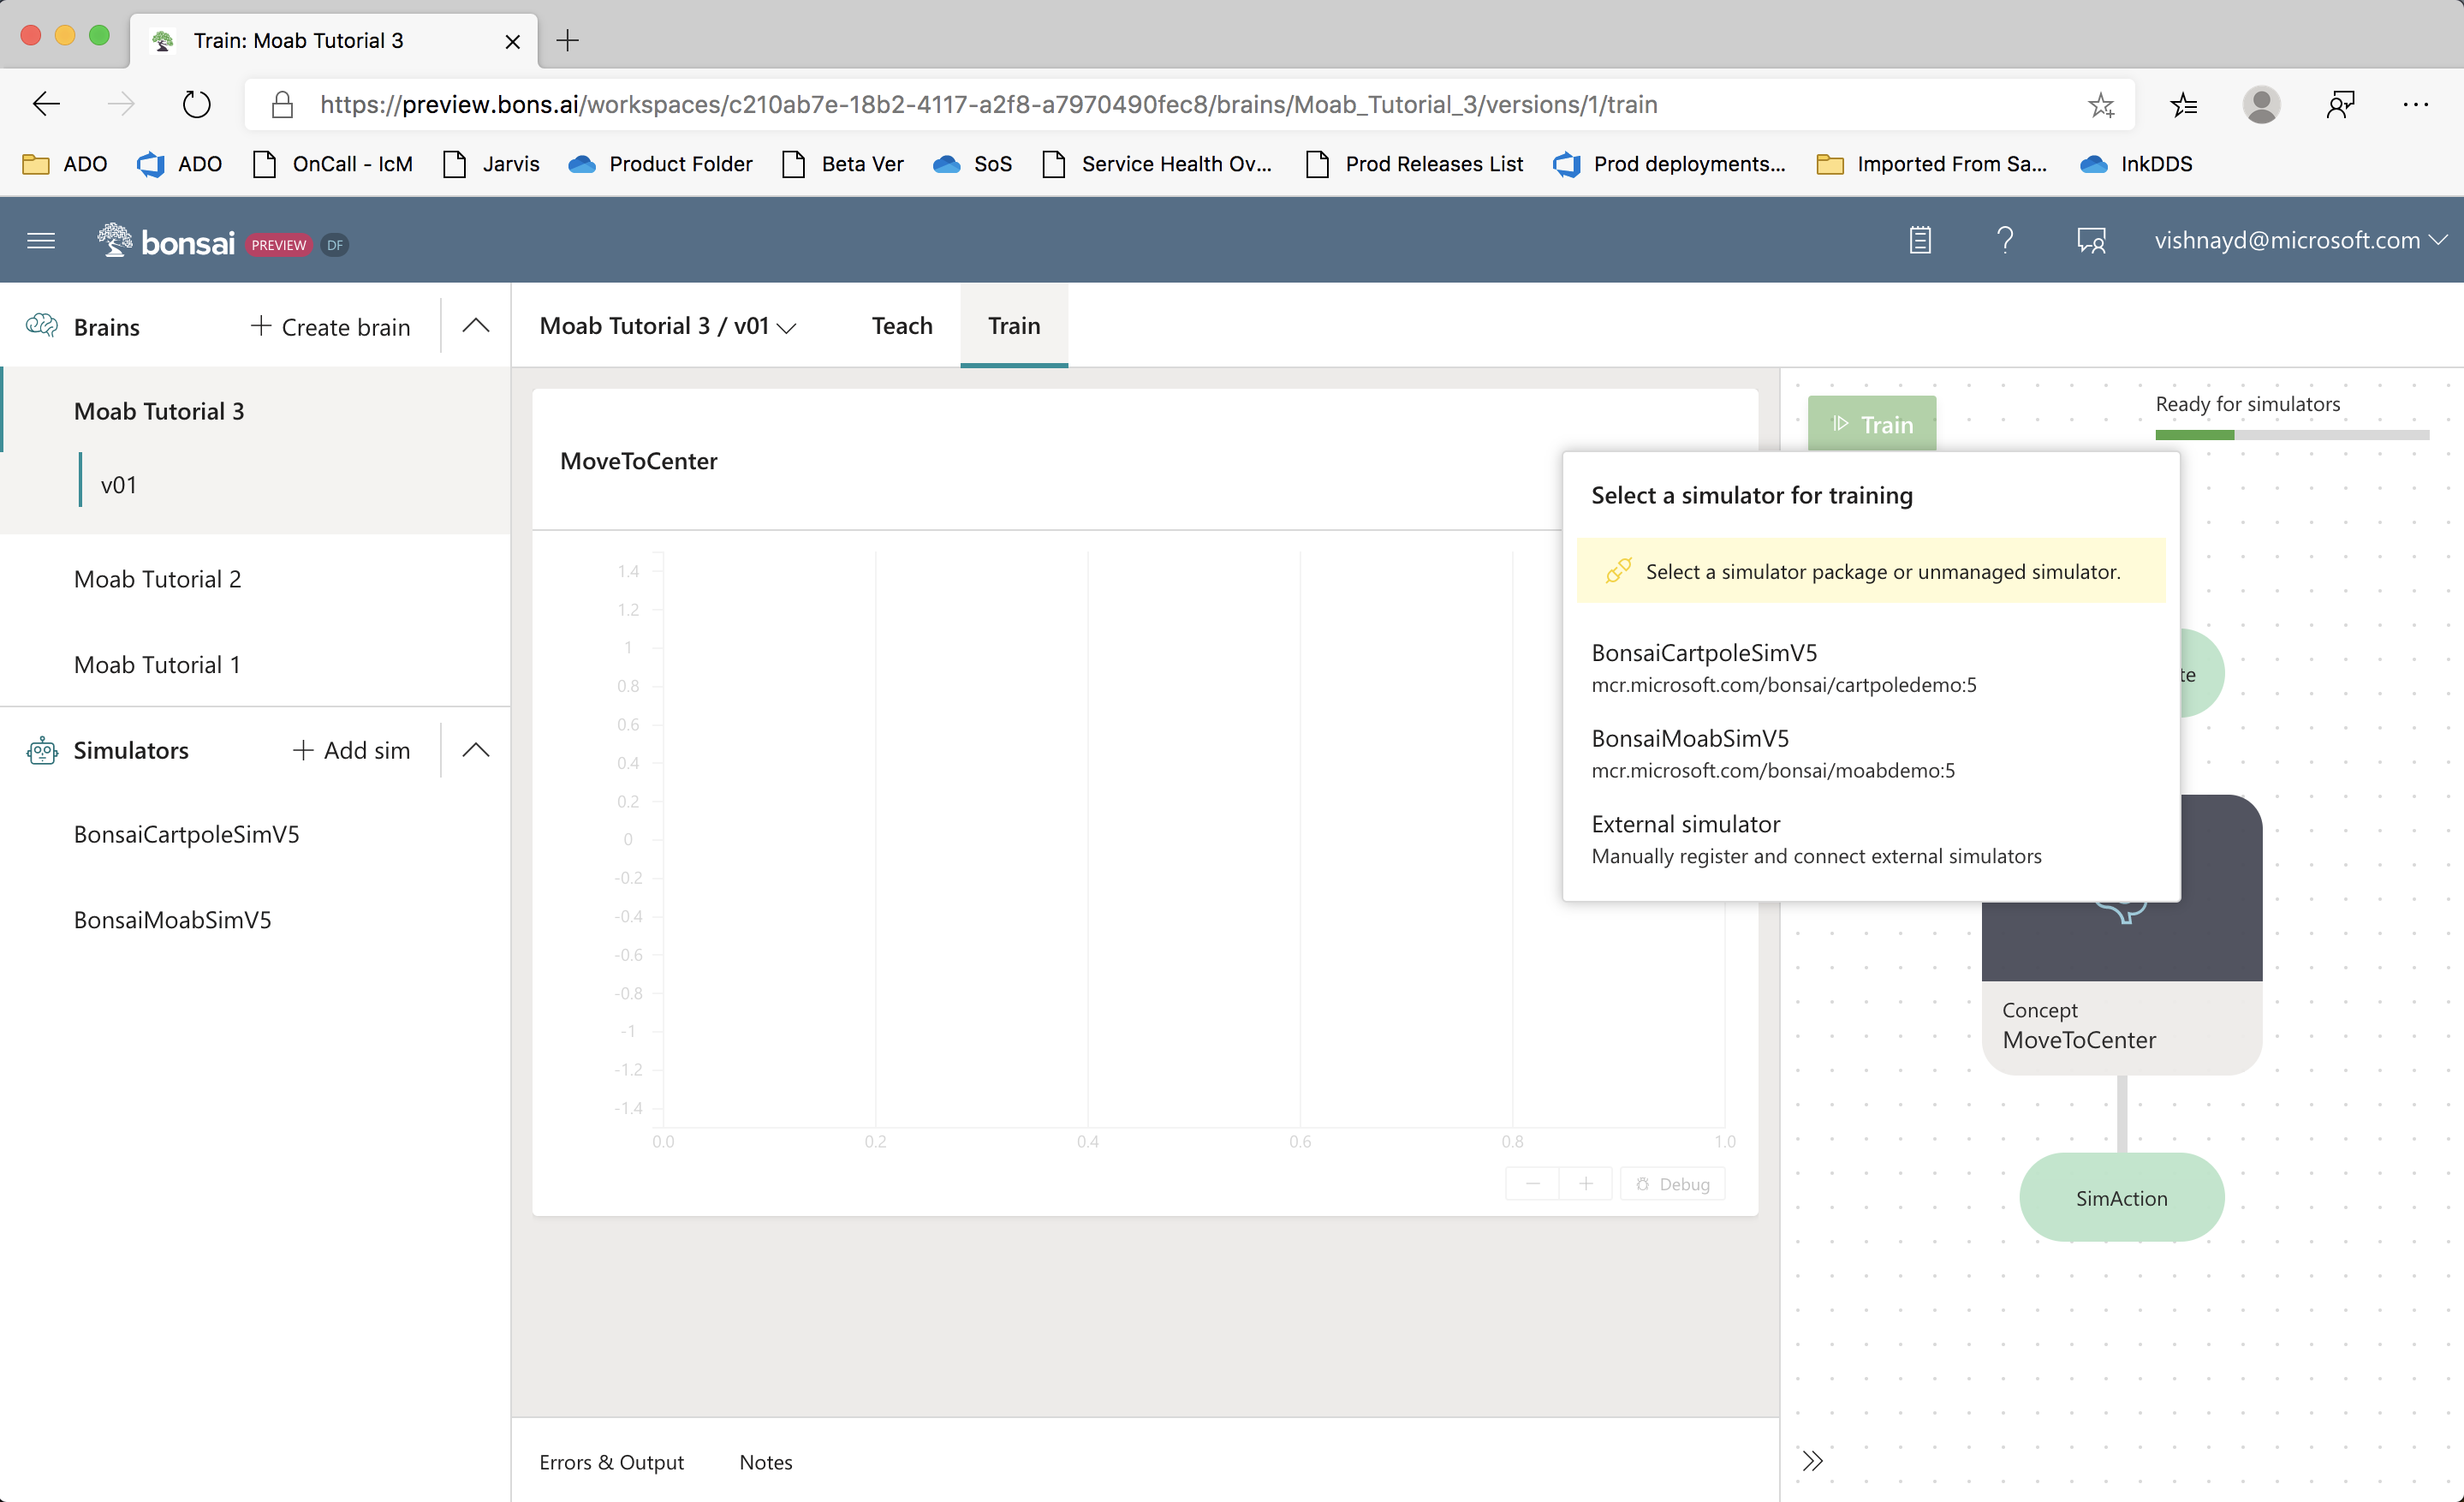 Train: Moab Tutorial 3
https://preview.bons.ai/workspaces/c210ab7e-18b2-4117-a2f8-a7970490fec8/brains/Moab_Tutorial_3/versions/1/train
ADO ADO OnCall - IcM Jarvis Product Folder Beta Ver SoS Service Health Ov... Prod Releases List Prod deployments... Imported From Sa... InkDDS
bonsai PREVIEW DF
vishnayd@microsoft.com
Brains + Create brain
Moab Tutorial 3
v01
Moab Tutorial 2
Moab Tutorial 1
Simulators + Add sim
BonsaiCartpoleSimV5
BonsaiMoabSimV5
Moab Tutorial 3 / v01 Teach Train
MoveToCenter
1.4
1.2
1
0.8
0.6
0.4
0.2
0
-0.2
-0.4
-0.6
-0.8
-1
-1.2
-1.4
0.0 0.2 0.4 0.6 0.8 1.0
Debug
Errors & Output Notes
Train
Ready for simulators
Select a simulator for training
Select a simulator package or unmanaged simulator.
BonsaiCartpoleSimV5
mcr.microsoft.com/bonsai/cartpoledemo:5
BonsaiMoabSimV5
mcr.microsoft.com/bonsai/moabdemo:5
External simulator
Manually register and connect external simulators
te
Concept
MoveToCenter
SimAction